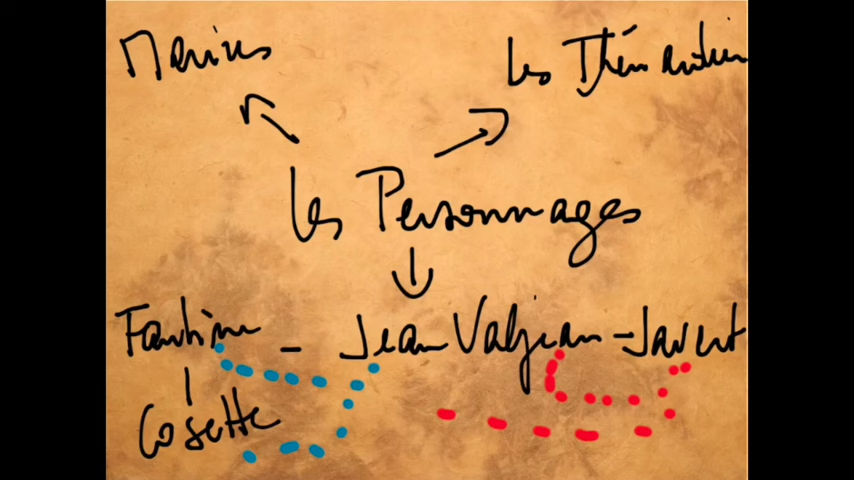 Marius
Les Thénardier
Les Personnages
Fantine - Jean Valjean - Javert
Cosette